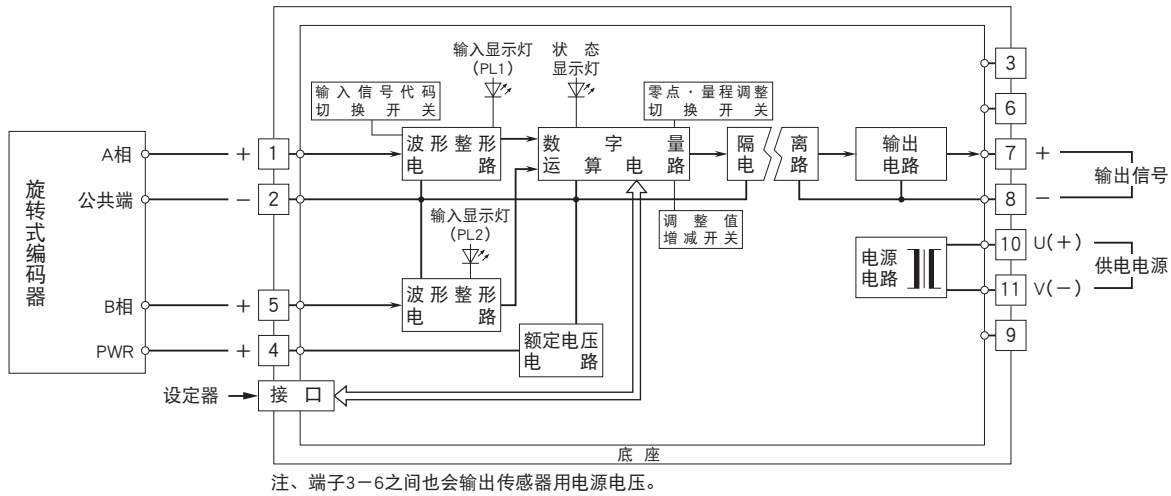 输入显示灯
(PL1)
状 态
显示灯
输入信号代码
切 换 开 关
零点・量程调整
切 换 开 关
3
6
旋转式编码器
A相
+
1
波形整形
电 路
数 字 量
运 算 电 路
隔 离
电 路
输出
电路
7
+
输出信号
公共端
−
2
8
−
输入显示灯
(PL2)
调 整 值
增减开关
电源
电路
10
U(+)
供电电源
11
V(−)
B相
+
5
波形整形
电 路
额定电压
电 路
9
PWR
+
4
设定器
接 口
底 座
注、端子3−6之间也会输出传感器用电源电压。